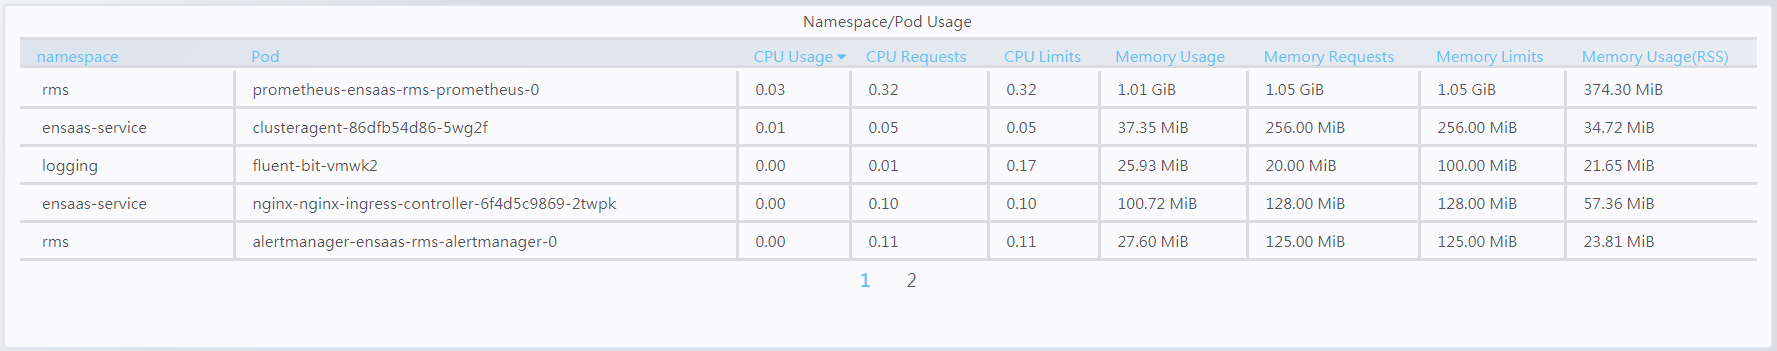 Namespace/Pod Usage
namespace Pod CPU Usage CPU Requests CPU Limits Memory Usage Memory Requests Memory Limits Memory Usage(RSS)
rms prometheus-ensaas-rms-prometheus-0 0.03 0.32 0.32 1.01 GiB 1.05 GiB 1.05 GiB 374.30 MiB
ensaas-service clusteragent-86dfb54d86-5wg2f 0.01 0.05 0.05 37.35 MiB 256.00 MiB 256.00 MiB 34.72 MiB
logging fluent-bit-vmwk2 0.00 0.01 0.17 25.93 MiB 20.00 MiB 100.00 MiB 21.65 MiB
ensaas-service nginx-nginx-ingress-controller-6f4d5c9869-2twpk 0.00 0.10 0.10 100.72 MiB 128.00 MiB 128.00 MiB 57.36 MiB
rms alertmanager-ensaas-rms-alertmanager-0 0.00 0.11 0.11 27.60 MiB 125.00 MiB 125.00 MiB 23.81 MiB
1 2